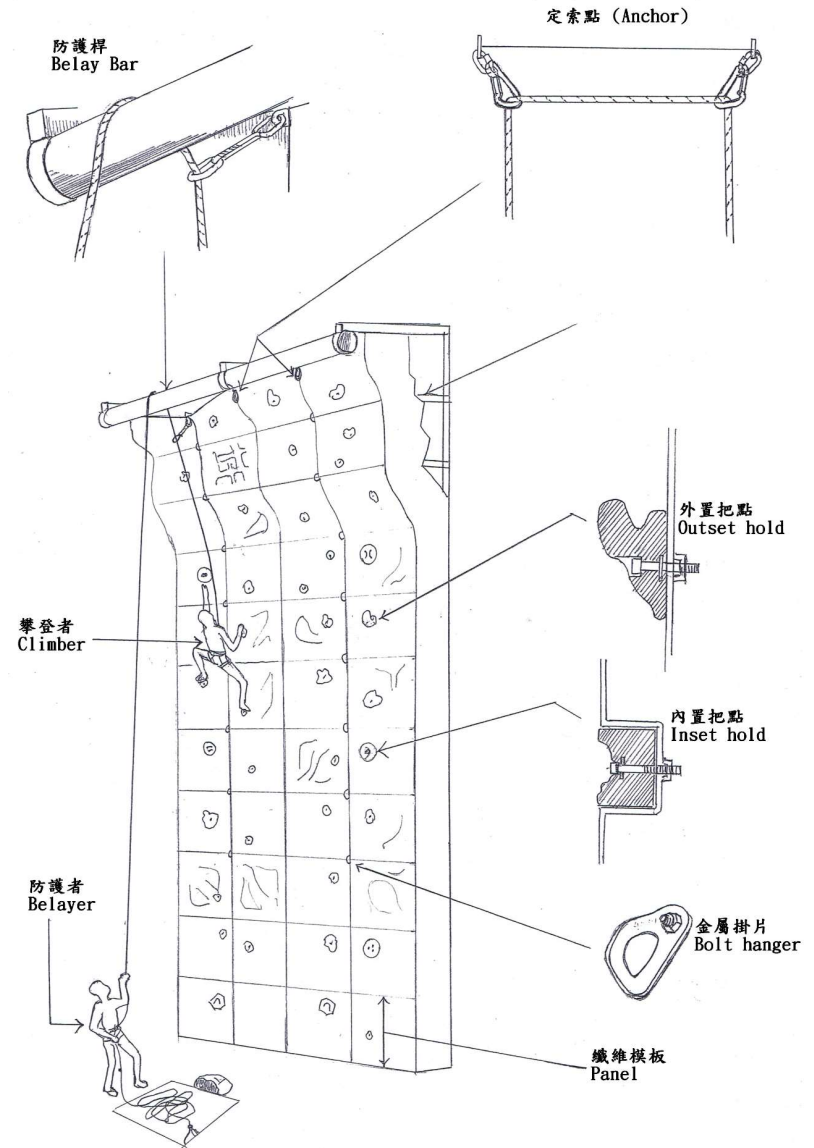 定索點 (Anchor)
防護桿
Belay Bar
外置把點
Outset hold
攀登者
Climber
內置把點
Inset hold
防護者
Belayer
金屬掛片
Bolt hanger
纖維模板
Panel